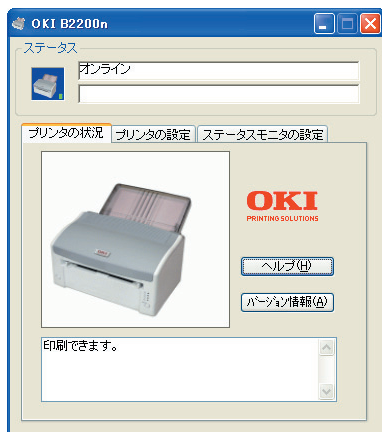 OKI B2200n
ステータス
オンライン
プリンタの状況 プリンタの設定 ステータスモニタの設定
OKI
PRINTING SOLUTIONS
ヘルプ(H)
バージョン情報(A)
印刷できます。